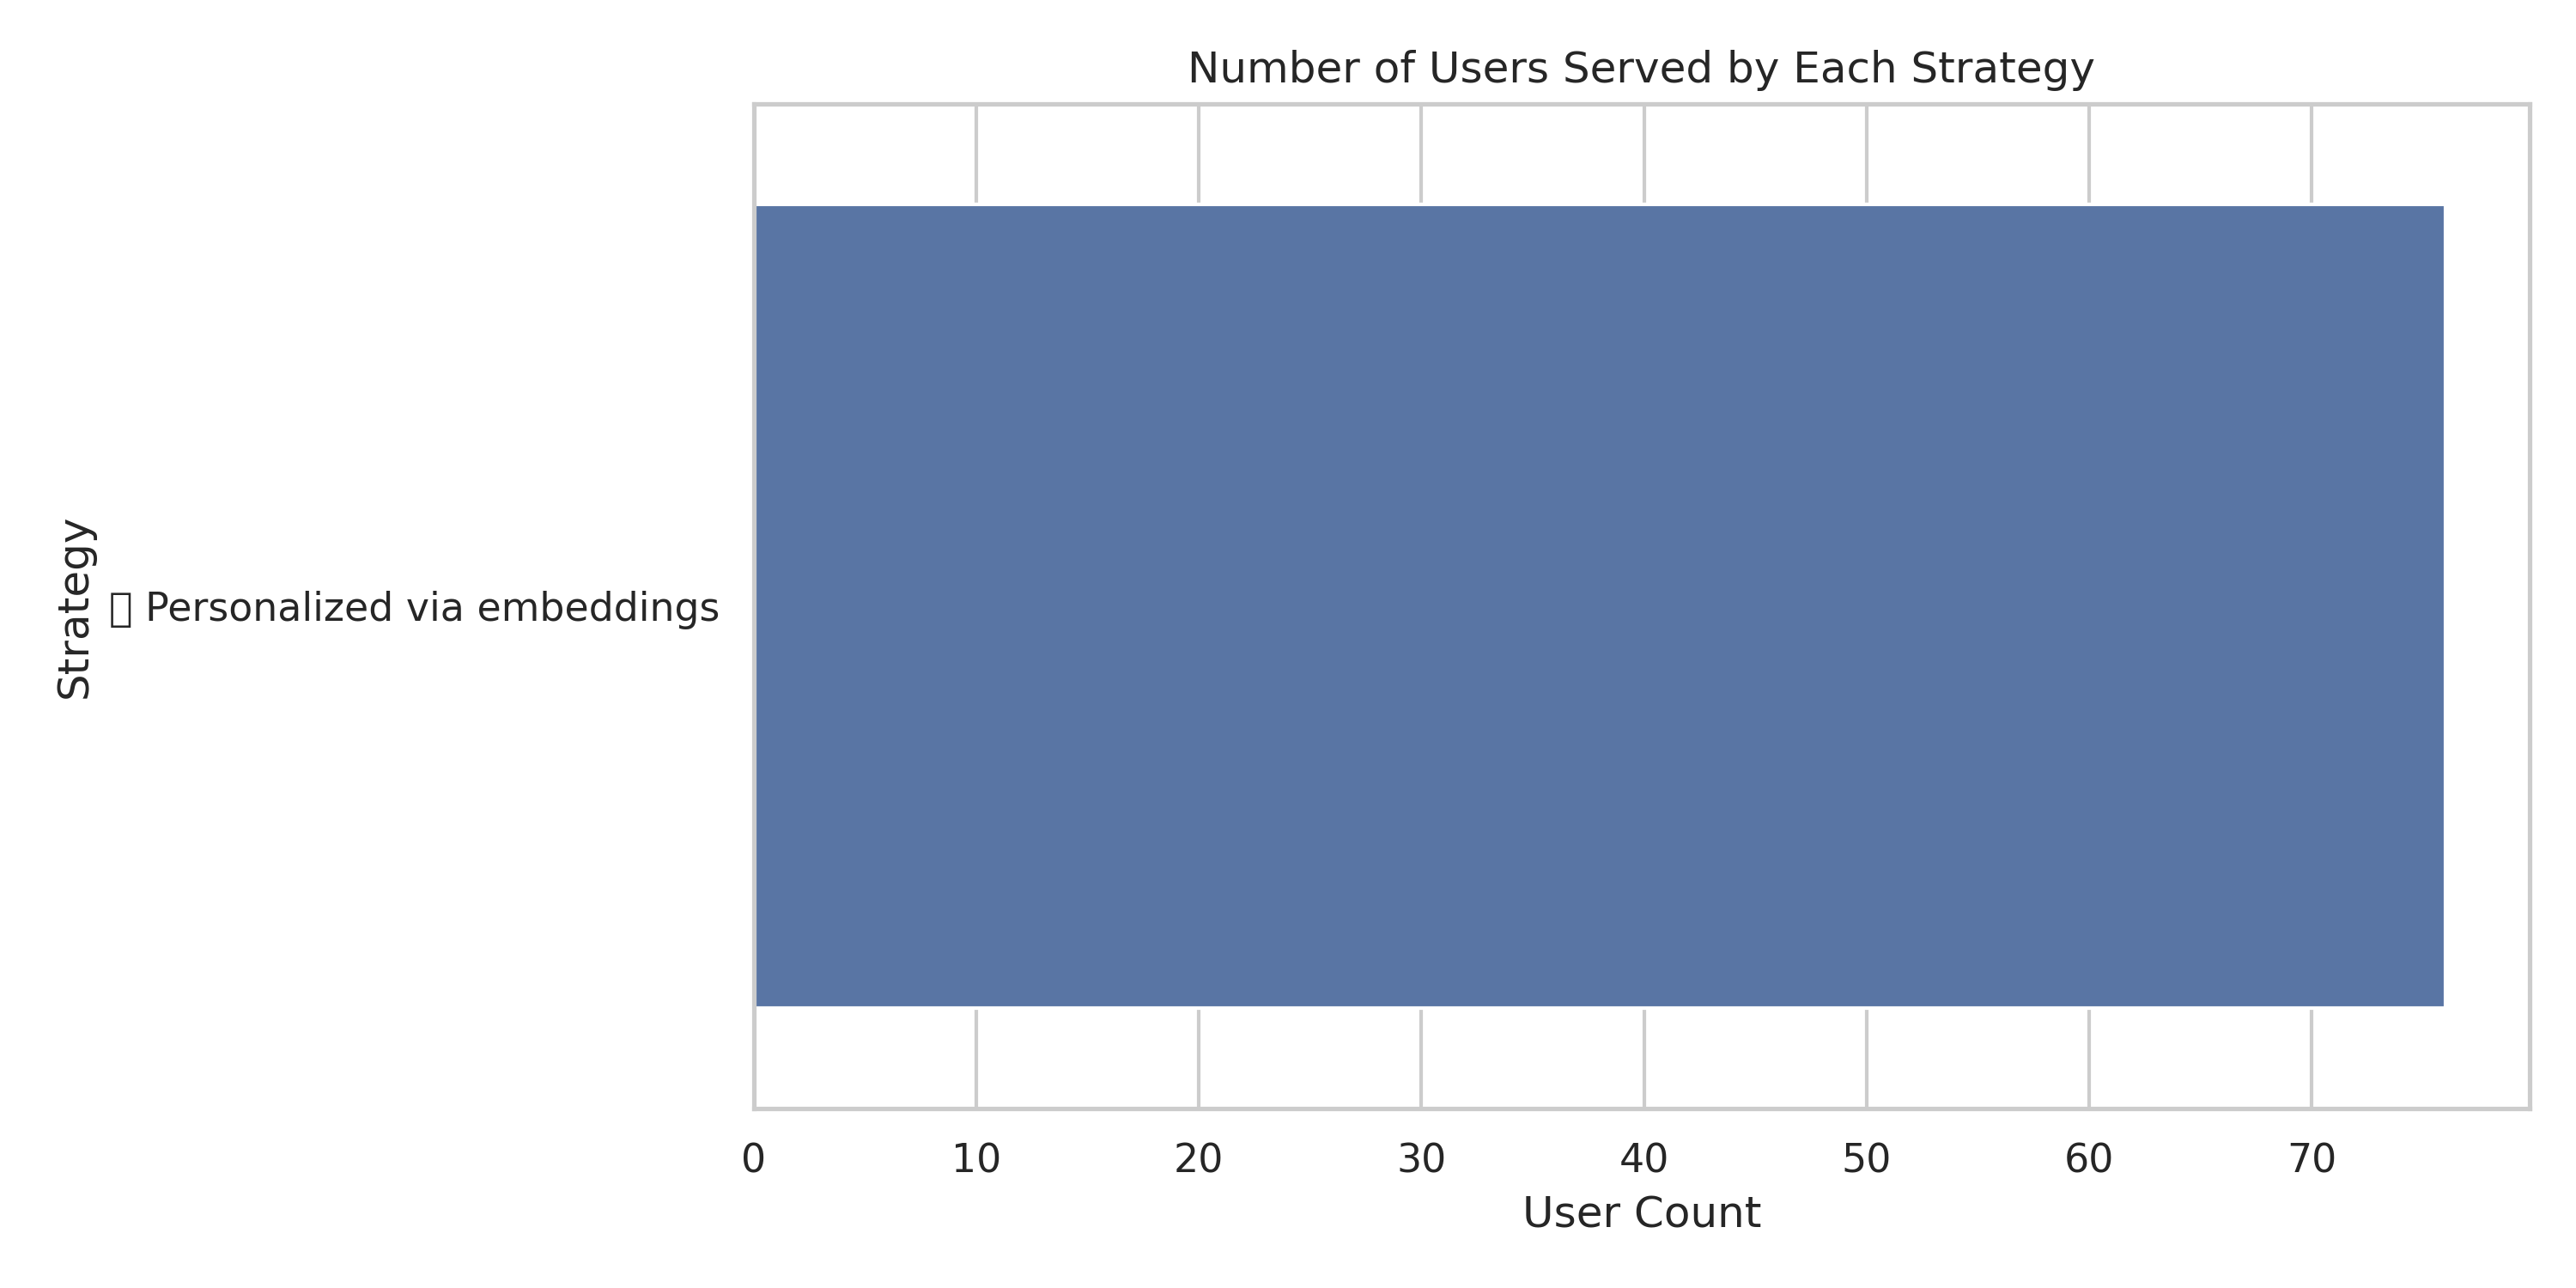 Number of Users Served by Each Strategy
Strategy
Personalized via embeddings
0 10 20 30 40 50 60 70
User Count